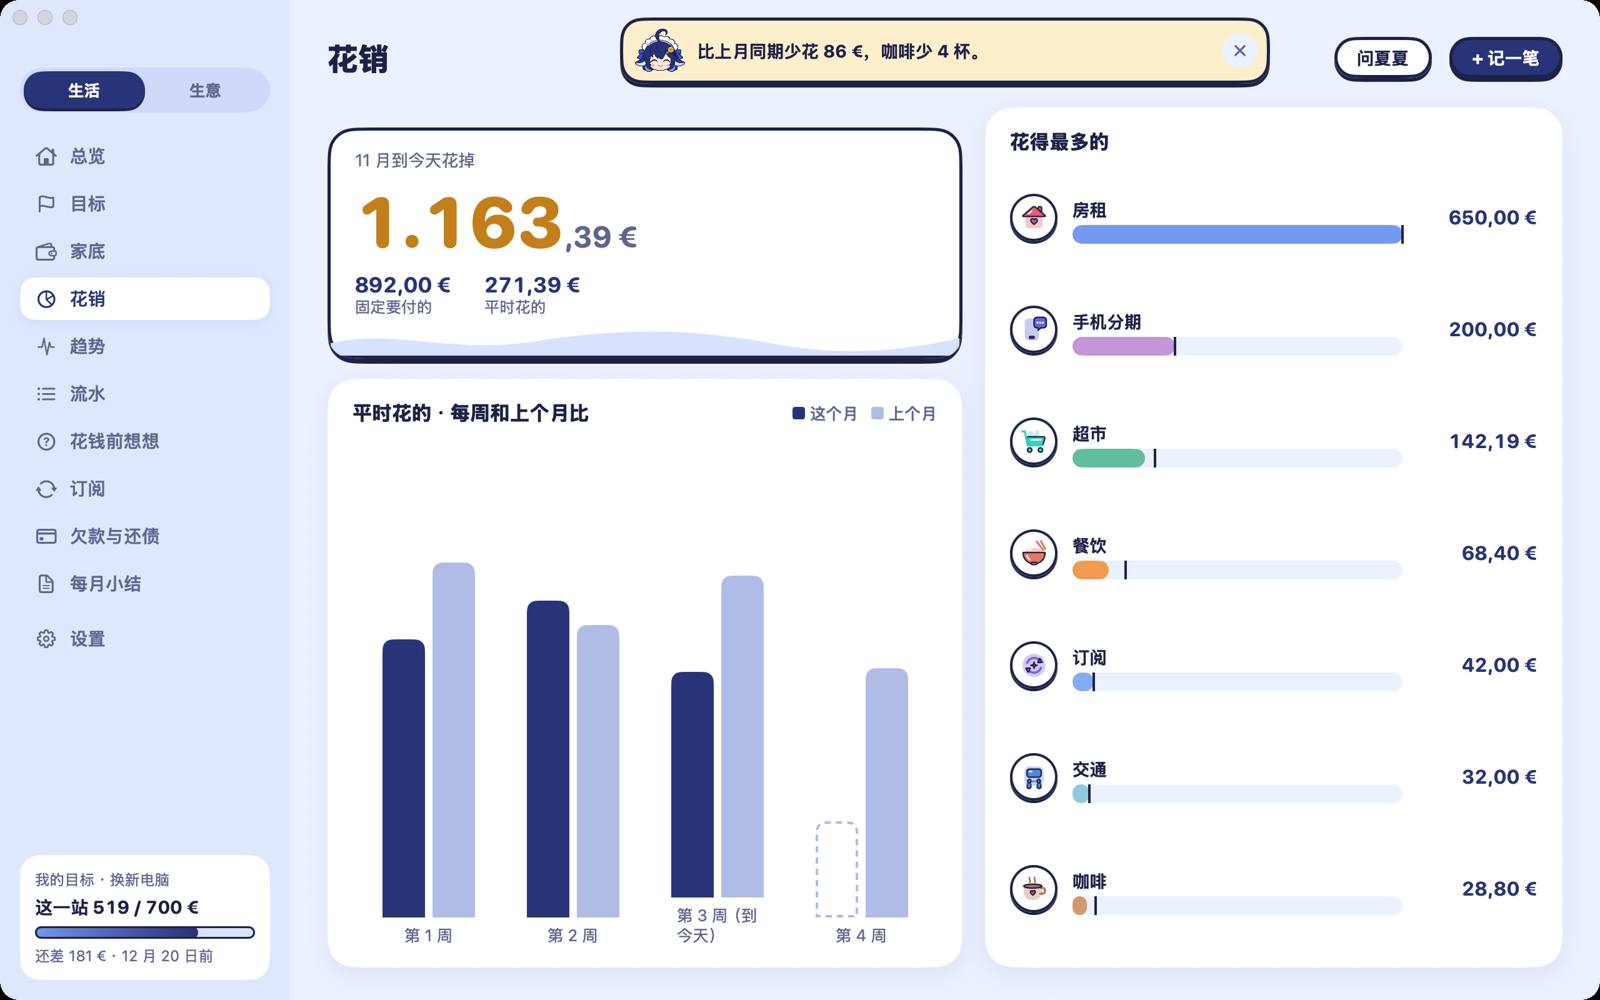 生活
生意
总览
目标
家底
花销
趋势
流水
花钱前想想
订阅
欠款与还债
每月小结
设置
我的目标 · 换新电脑
这一站 519 / 700 €
还差 181 € · 12 月 20 日前
花销
比上月同期少花 86 €，咖啡少 4 杯。
问夏夏
+ 记一笔
11 月到今天花掉
1.163,39 €
892,00 €
固定要付的
271,39 €
平时花的
平时花的 · 每周和上个月比
这个月
上个月
第 1 周
第 2 周
第 3 周（到
今天）
第 4 周
花得最多的
房租
650,00 €
手机分期
200,00 €
超市
142,19 €
餐饮
68,40 €
订阅
42,00 €
交通
32,00 €
咖啡
28,80 €